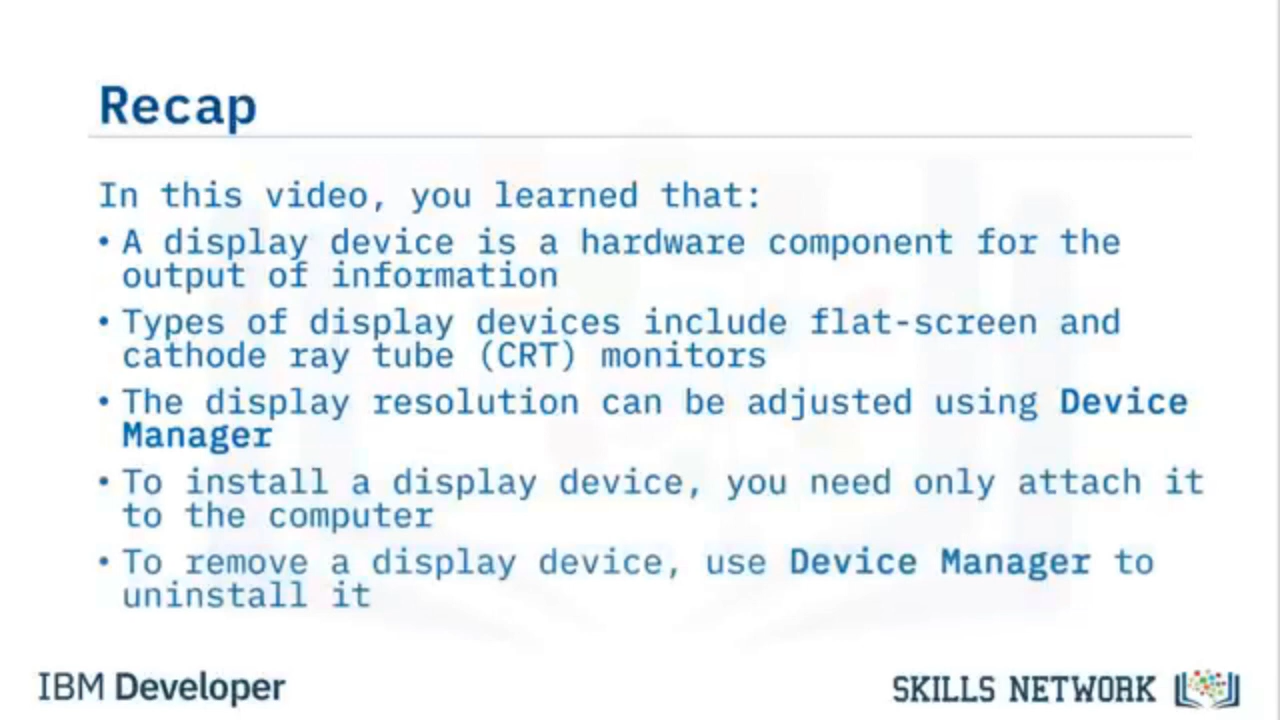 Recap
In this video, you learned that:
• A display device is a hardware component for the
output of information
• Types of display devices include flat-screen and
cathode ray tube (CRT) monitors
• The display resolution can be adjusted using Device
Manager
• To install a display device, you need only attach it
to the computer
• To remove a display device, use Device Manager to
uninstall it
IBM Developer
SKILLS NETWORK